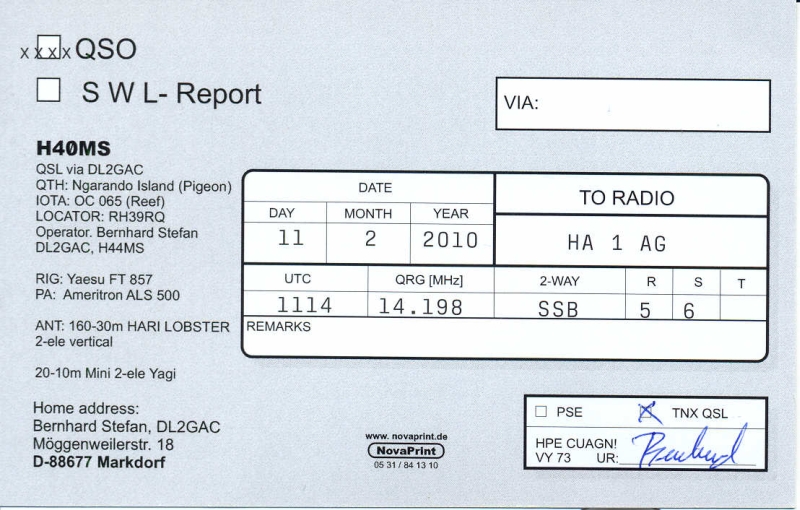 xxxx QSO
SWL- Report
VIA:
H40MS
QSL via DL2GAC
QTH: Ngarando Island (Pigeon)
IOTA: OC 065 (Reef)
LOCATOR: RH39RQ
Operator. Bernhard Stefan
DL2GAC, H44MS
RIG: Yaesu FT 857
PA: Ameritron ALS 500
ANT: 160-30m HARI LOBSTER
2-ele vertical
20-10m Mini 2-ele Yagi
DATE
DAY MONTH YEAR
11 2 2010
TO RADIO
HA 1 AG
UTC QRG [MHz] 2-WAY R S T
1114 14.198 SSB 5 6
REMARKS
Home address:
Bernhard Stefan, DL2GAC
Möggenweilerstr. 18
D-88677 Markdorf
www. novaprint.de
NovaPrint
05 31 / 84 13 10
PSE TNX QSL
HPE CUAGN!
VY 73 UR: Bernhard